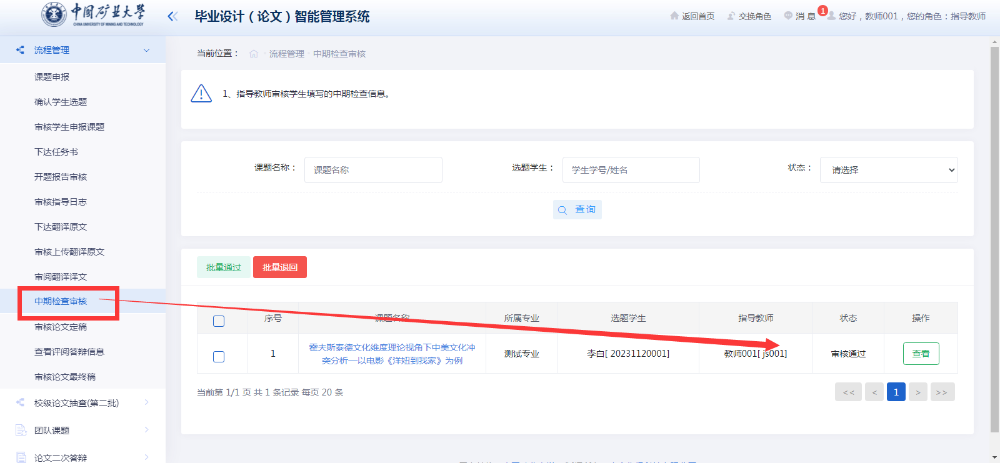 中国矿业大学
CHINA UNIVERSITY OF MINING AND TECHNOLOGY
毕业设计（论文）智能管理系统
返回首页 交换角色 消 息 1 您好，教师001，您的角色：指导教师
流程管理
课题申报
确认学生选题
审核学生申报课题
下达任务书
开题报告审核
审核指导日志
下达翻译原文
审核上传翻译原文
审阅翻译译文
中期检查审核
审核论文定稿
查看评阅答辩信息
审核论文最终稿
校级论文抽查(第二批)
团队课题
论文二次答辩
当前位置： 流程管理 中期检查审核
1、指导教师审核学生填写的中期检查信息。
课题名称： 课题名称 选题学生： 学生学号/姓名 状态： 请选择
查询
批量通过 批量退回
序号 课题名称 所属专业 选题学生 指导教师 状态 操作
1 霍夫斯泰德文化维度理论视角下中美文化冲 测试专业 李白[ 20231120001] 教师001[ js001] 审核通过 查看
突分析—以电影《洋妞到我家》为例
当前第 1/1 页 共 1 条记录 每页 20 条 << < 1 > >>